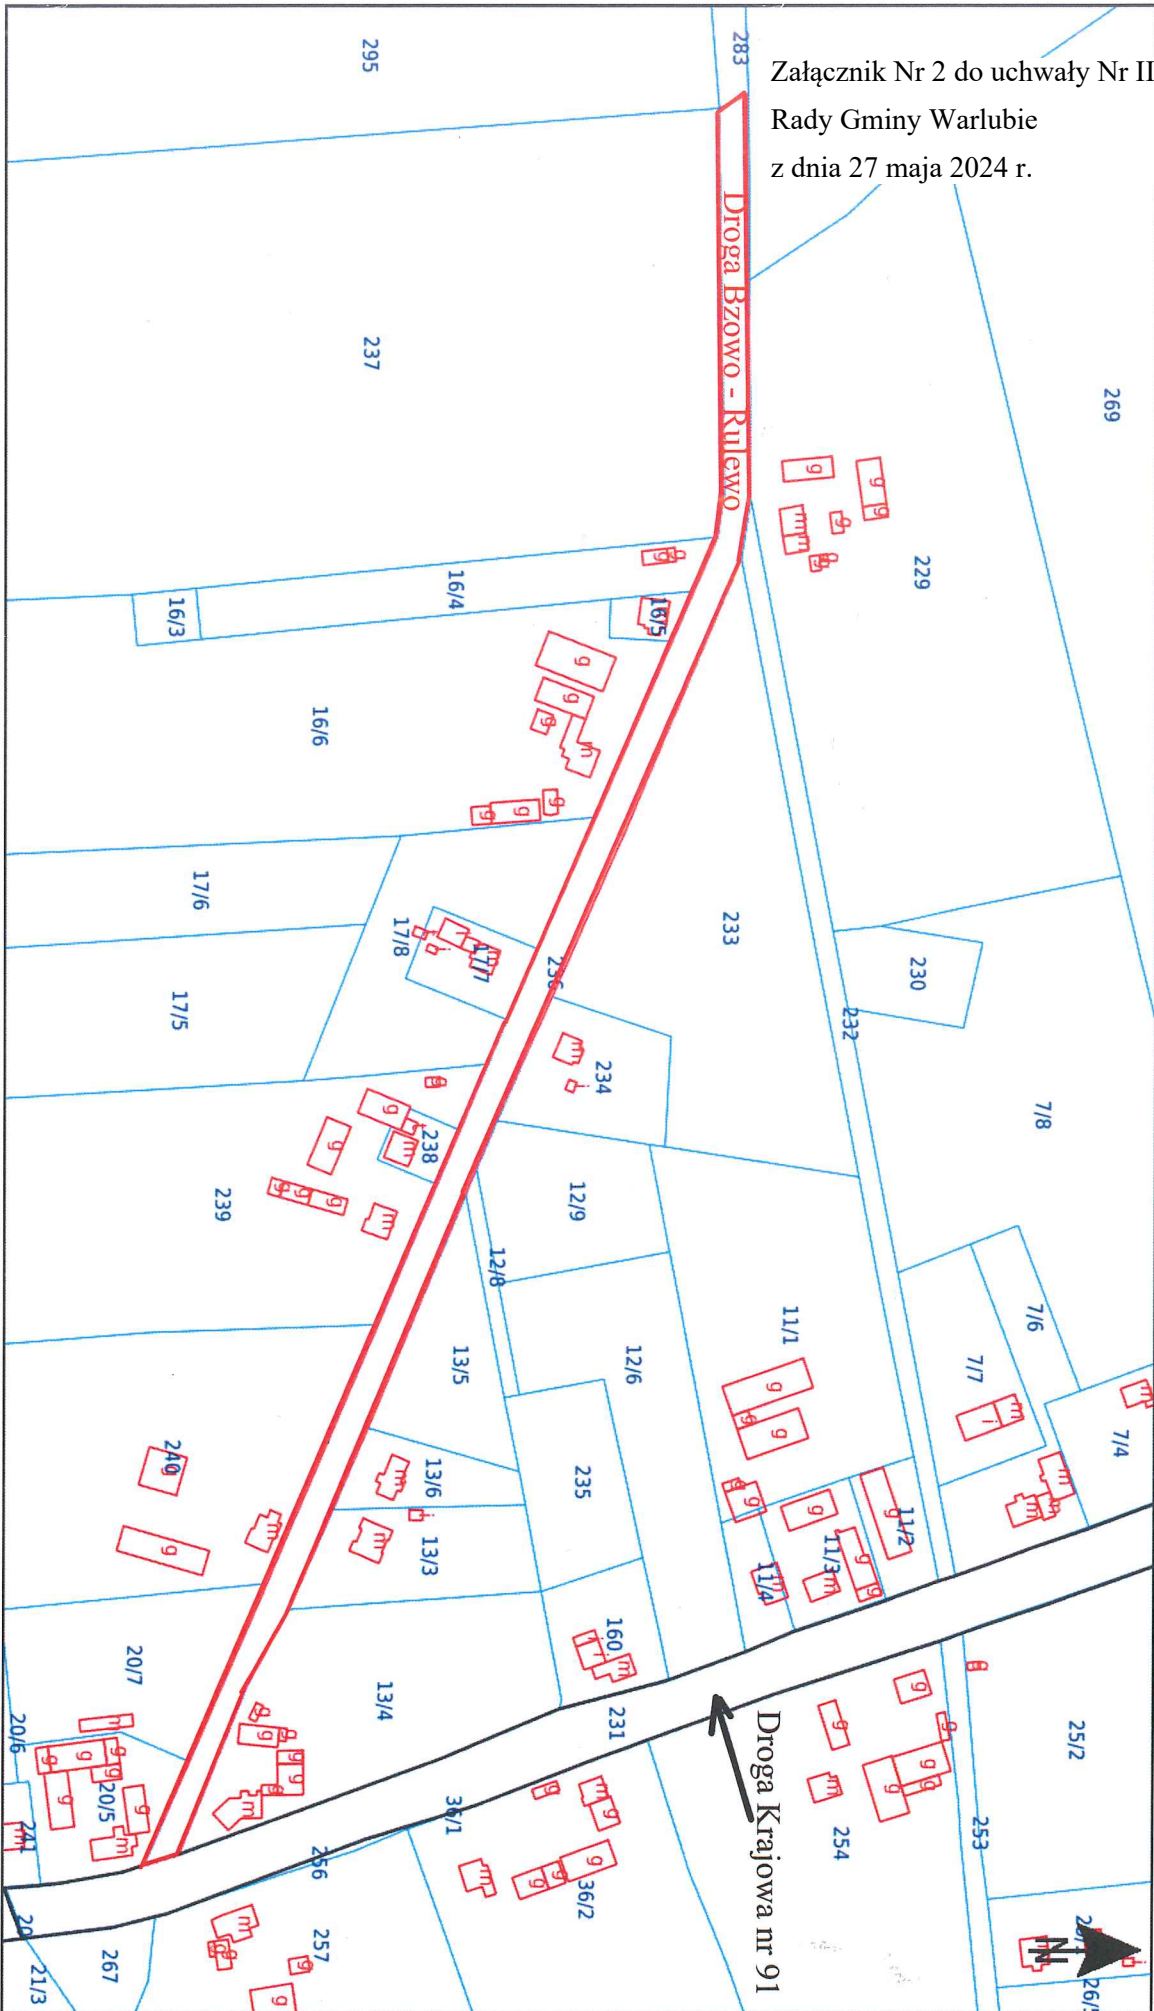 Załącznik Nr 2 do uchwały Nr II
Rady Gminy Warlubie
z dnia 27 maja 2024 r.
295
283
269
Droga Bzowo - Rulewo
237
229
g
g
g
g
m
m
g
g
g
g
16/4
16/3
16/5
16/6
g
g
g
m
g
g
g
233
17/6
17/8
17/7
236
230
17/5
232
234
m
i
7/8
g
238
g
m
g
239
g
g
g
m
12/9
12/8
11/1
7/6
7/7
13/5
12/6
g
g
g
m
i
m
7/4
240
g
13/6
m
235
m
g
13/3
i
m
g
g
g
11/2
g
11/3
g
g
m
11/4
m
m
m
160
m
i
20/7
13/4
231
Droga Krajowa nr 91
20/6
g
g
g
g
g
20/5
g
m
241
m
g
g
g
g
g
m
36/1
g
m
g
36/2
g
g
g
m
g
g
m
g
g
g
g
254
253
25/2
256
257
m
g
267
20
21/3
N
m
26/5